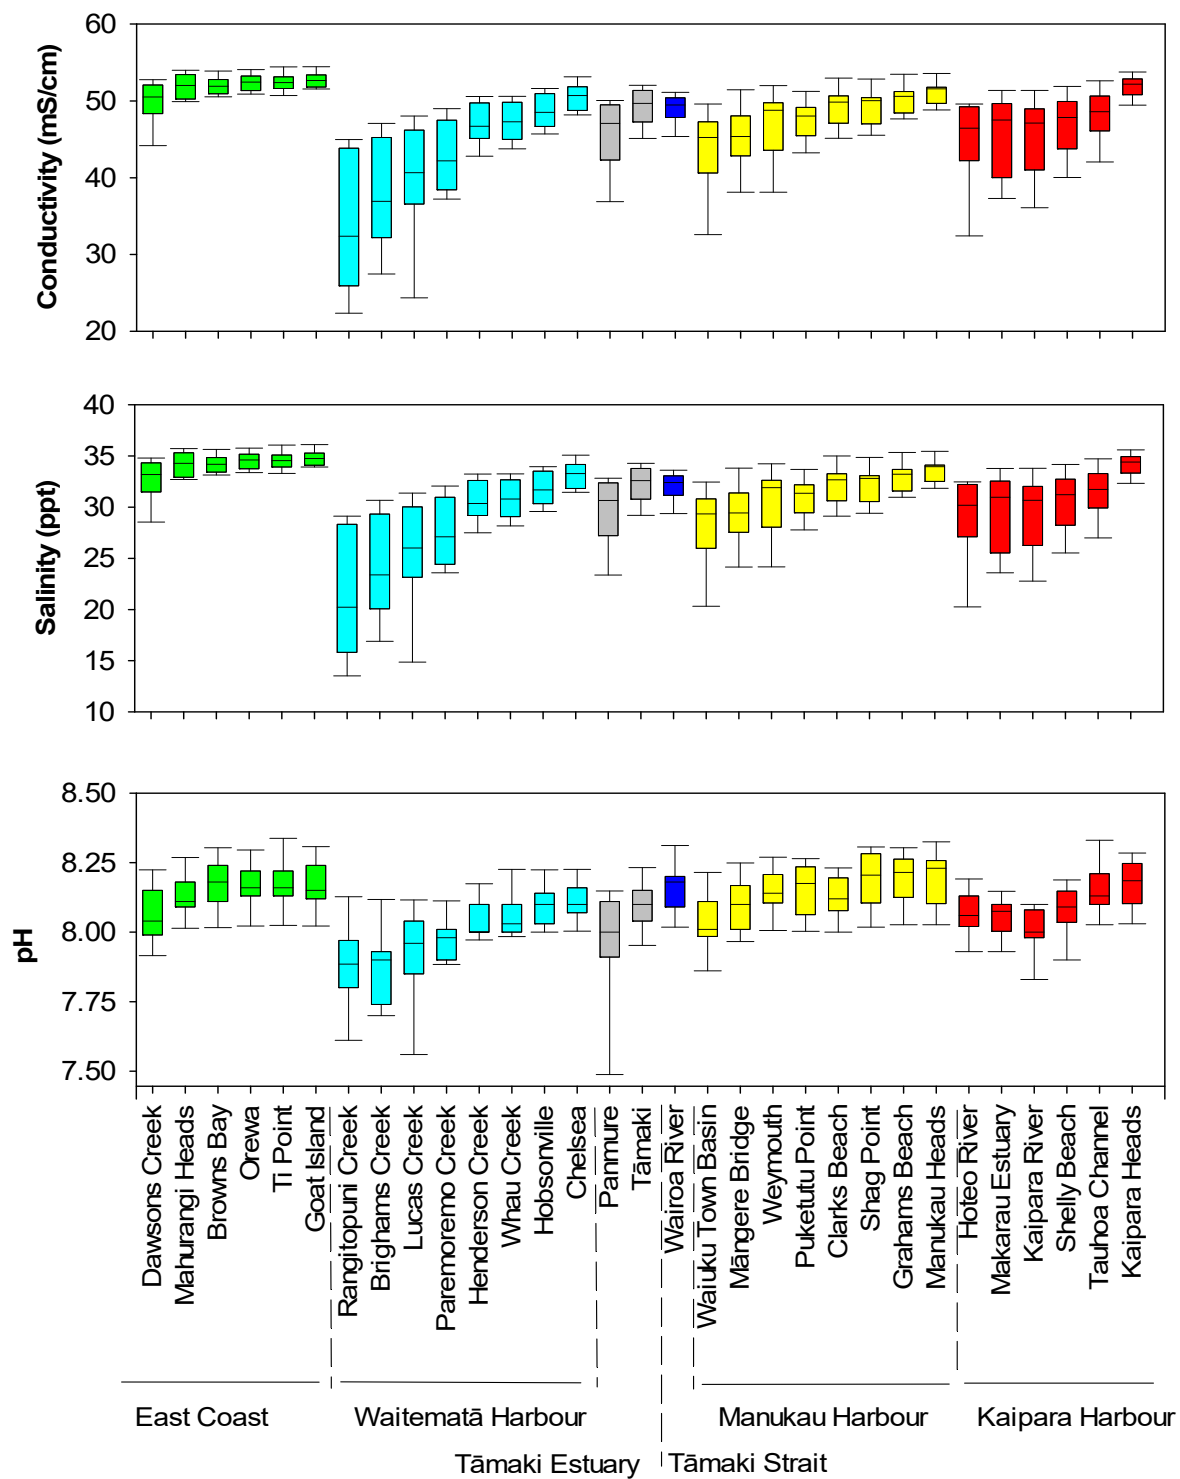 60
50
40
30
20
Conductivity (mS/cm)
40
35
30
25
20
15
10
Salinity (ppt)
8.50
8.25
8.00
7.75
7.50
pH
Dawsons Creek
Mahurangi Heads
Browns Bay
Orewa
Ti Point
Goat Island
Rangitopuni Creek
Brighams Creek
Lucas Creek
Paremoremo Creek
Henderson Creek
Whau Creek
Hobsonville
Chelsea
Panmure
Tāmaki
Wairoa River
Waiuku Town Basin
Māngere Bridge
Weymouth
Puketutu Point
Clarks Beach
Shag Point
Grahams Beach
Manukau Heads
Hoteo River
Makarau Estuary
Kaipara River
Shelly Beach
Tauhoa Channel
Kaipara Heads
East Coast
Waitematā Harbour
Manukau Harbour
Kaipara Harbour
Tāmaki Estuary
Tāmaki Strait